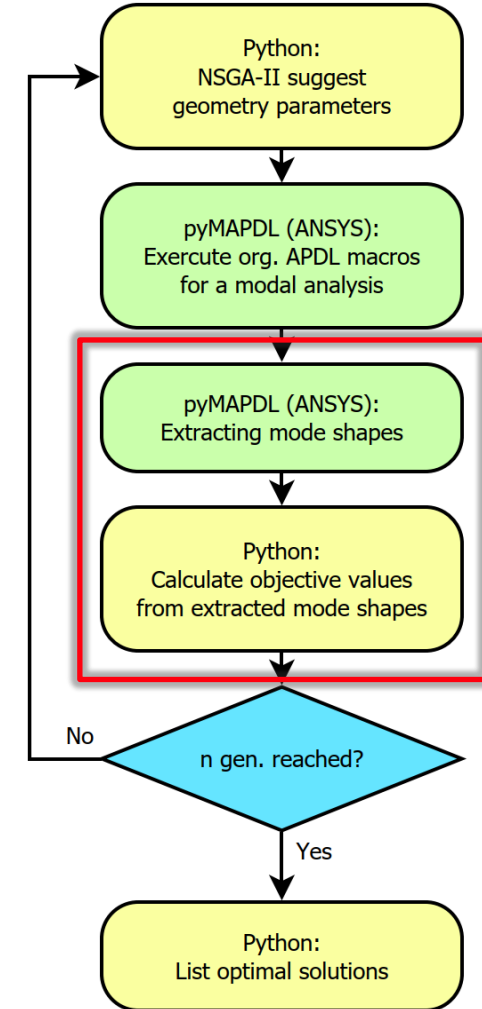 Python:
NSGA-II suggest
geometry parameters
pyMAPDL (ANSYS):
Exercute org. APDL macros
for a modal analysis
pyMAPDL (ANSYS):
Extracting mode shapes
Python:
Calculate objective values
from extracted mode shapes
No
n gen. reached?
Yes
Python:
List optimal solutions